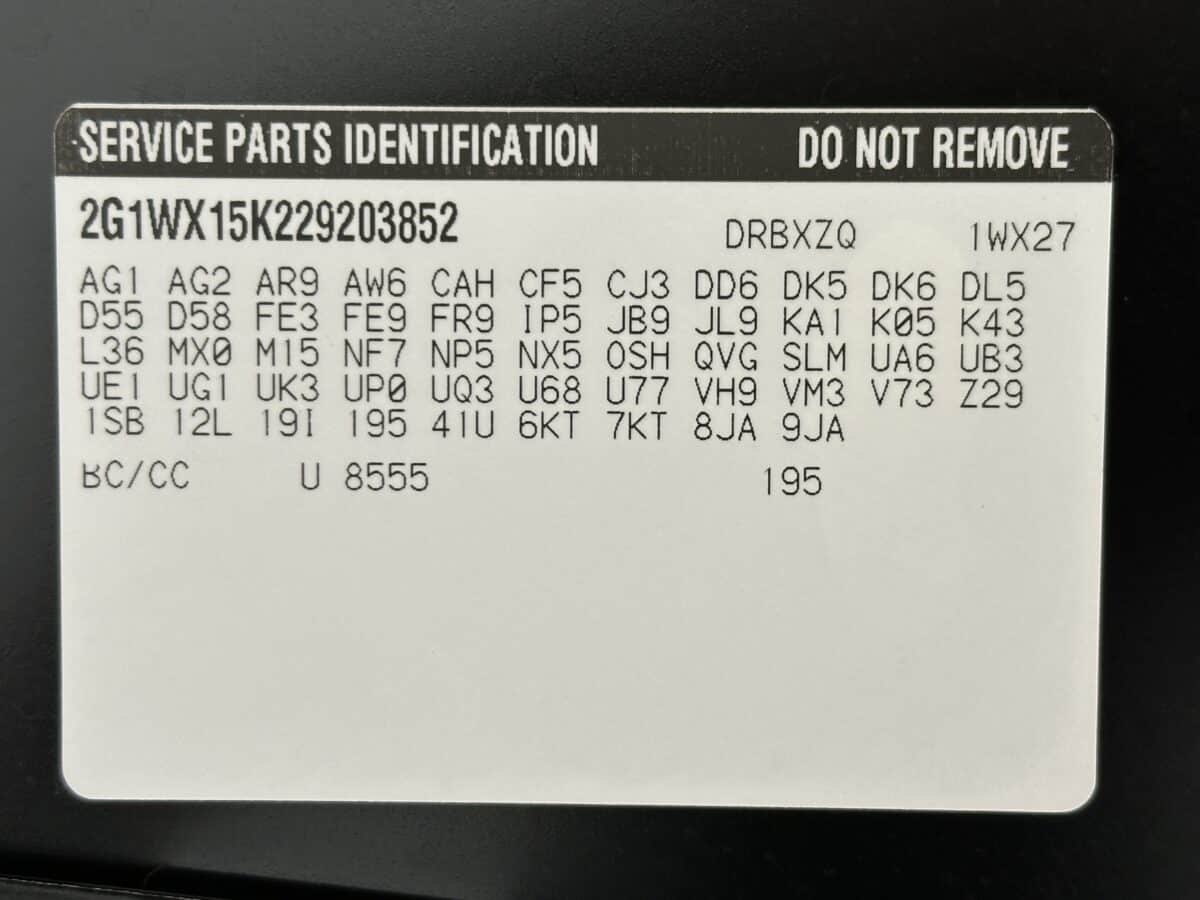 SERVICE PARTS IDENTIFICATION DO NOT REMOVE
2G1WX15K229203852 DRBXZQ 1WX27
AG1 AG2 AR9 AW6 CAH CF5 CJ3 DD6 DK5 DK6 DL5
D55 D58 FE3 FE9 FR9 IP5 JB9 JL9 KA1 K05 K43
L36 MX0 M15 NF7 NP5 NX5 OSH QVG SLM UA6 UB3
UE1 UG1 UK3 UP0 UQ3 U68 U77 VH9 VM3 V73 Z29
1SB 12L 19I 195 41U 6KT 7KT 8JA 9JA
BC/CC U 8555 195